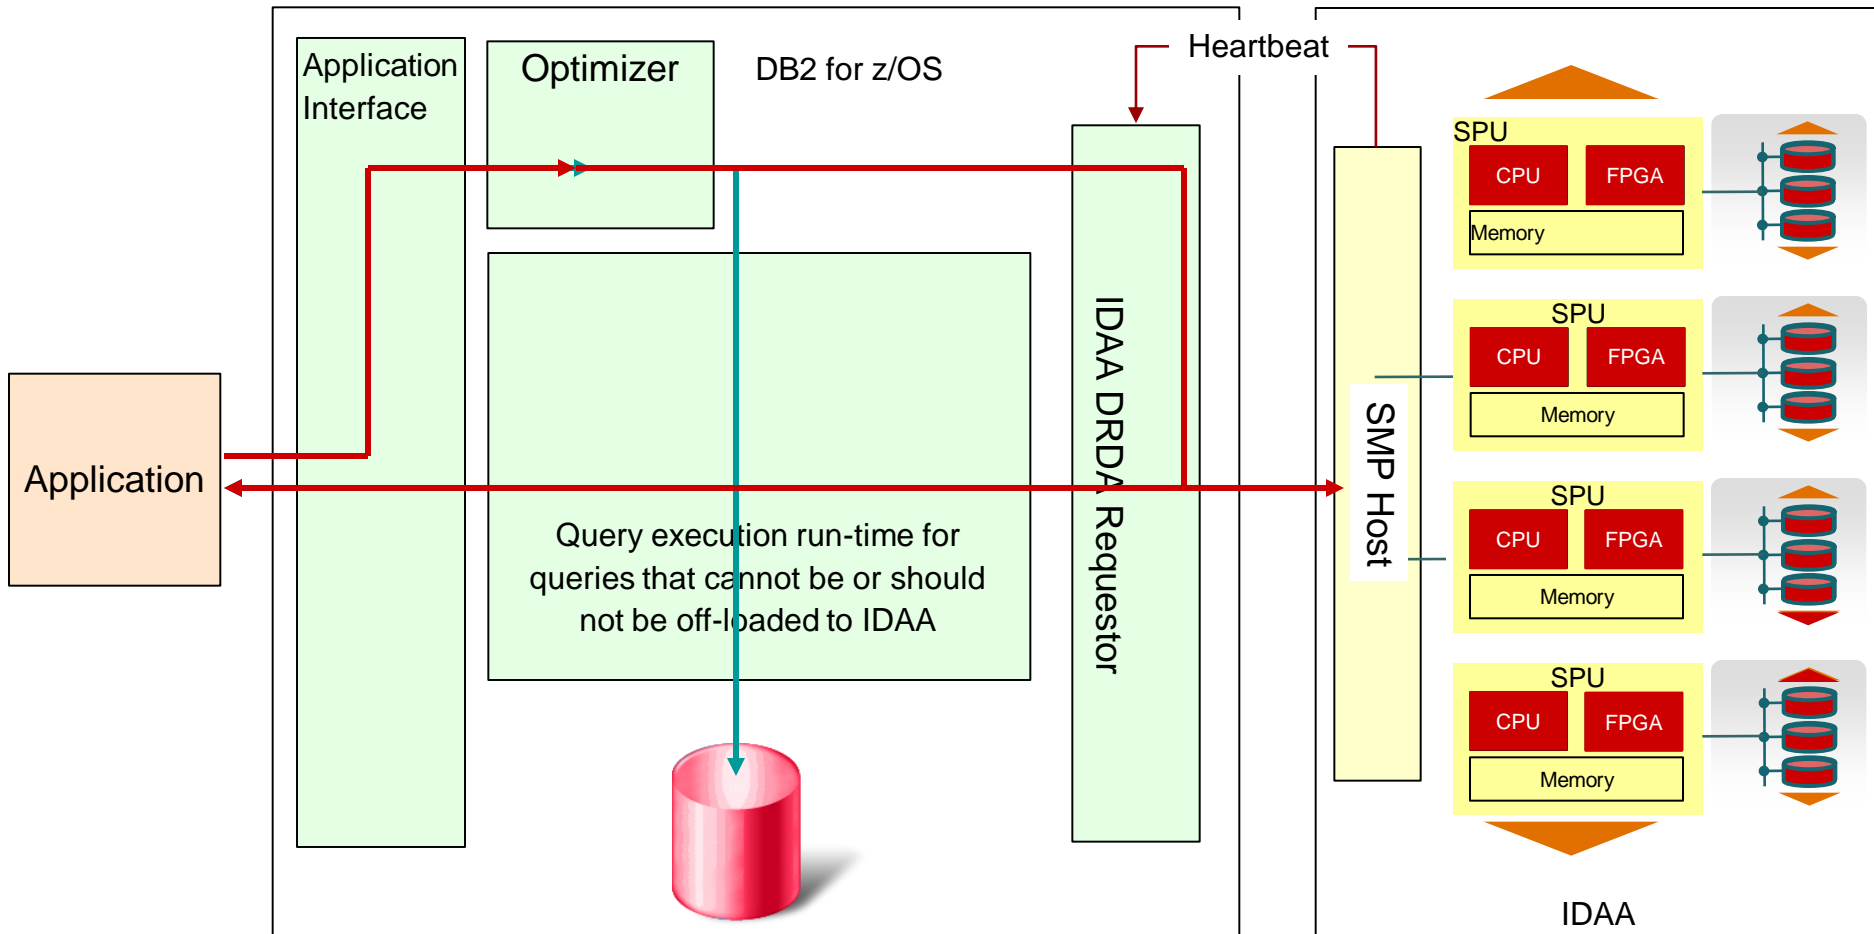 Application
Application
Interface
Optimizer
DB2 for z/OS
Query execution run-time for
queries that cannot be or should
not be off-loaded to IDAA
IDAA DRDA Requestor
Heartbeat
SMP Host
SPU
CPU
FPGA
Memory
SPU
CPU
FPGA
Memory
SPU
CPU
FPGA
Memory
SPU
CPU
FPGA
Memory
IDAA